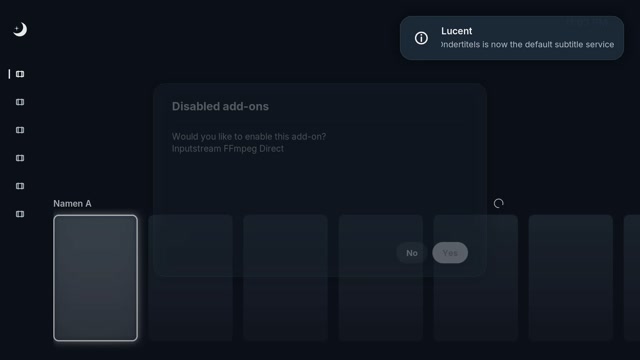 Lucent
Ondertitels is now the default subtitle service
Disabled add-ons
Would you like to enable this add-on?
Inputstream FFmpeg Direct
Namen A
No
Yes